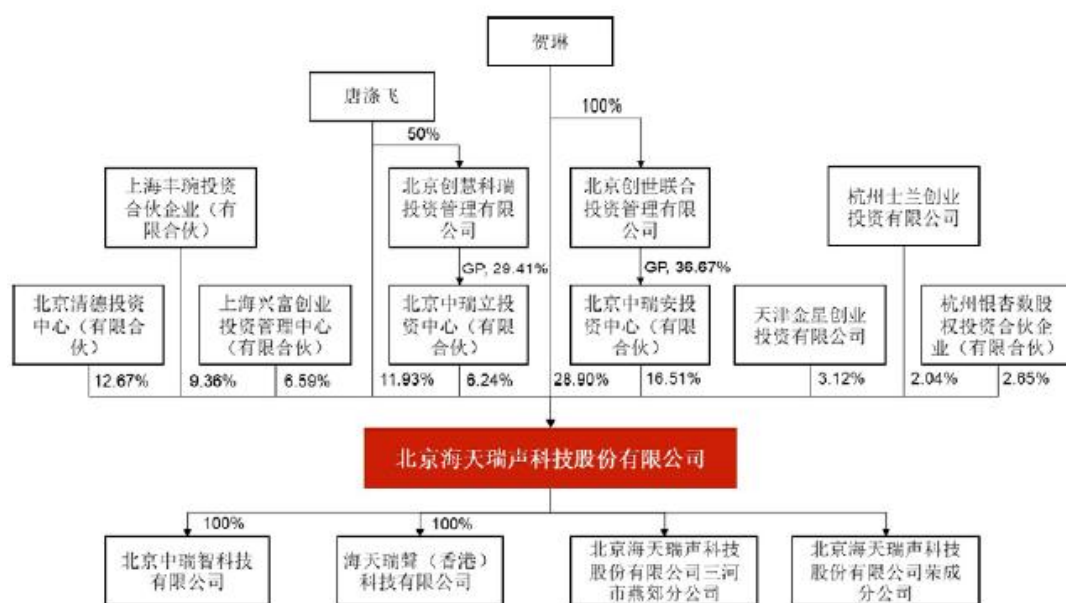 贺琳
唐涤飞
100%
50%
上海丰琬投资
合伙企业（有
限合伙）
北京创慧科瑞
投资管理有限
公司
北京创世联合
投资管理有限
公司
杭州士兰创业
投资有限公司
GP, 29.41%
GP, 36.67%
北京清德投资
中心（有限合
伙）
上海兴富创业
投资管理中心
（有限合伙）
北京中瑞立投
资中心（有限
合伙）
北京中瑞安投
资中心（有限
合伙）
天津金星创业
投资有限公司
杭州银杏数股
权投资合伙企
业（有限合伙）
12.67%
9.36%
6.59%
11.93%
6.24%
28.90%
16.51%
3.12%
2.04%
2.65%
北京海天瑞声科技股份有限公司
100%
100%
北京中瑞智科技
有限公司
海天瑞聲（香港）
科技有限公司
北京海天瑞声科技
股份有限公司三河
市燕郊分公司
北京海天瑞声科技
股份有限公司荣成
分公司